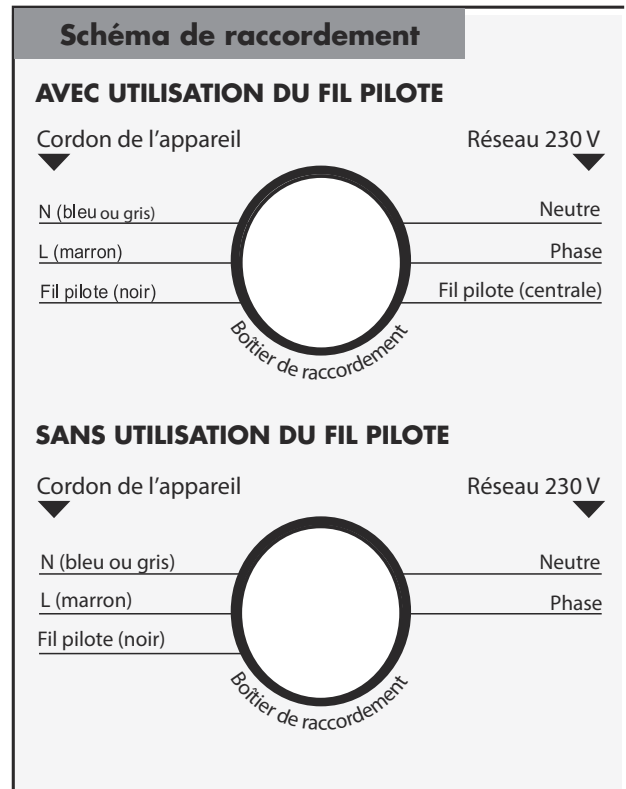 Schéma de raccordement
AVEC UTILISATION DU FIL PILOTE
Cordon de l'appareil
Réseau 230 V
N (bleu ou gris)
Neutre
L (marron)
Phase
Fil pilote (noir)
Fil pilote (centrale)
Boîtier de raccordement
SANS UTILISATION DU FIL PILOTE
Cordon de l'appareil
Réseau 230 V
N (bleu ou gris)
Neutre
L (marron)
Phase
Fil pilote (noir)
Boîtier de raccordement